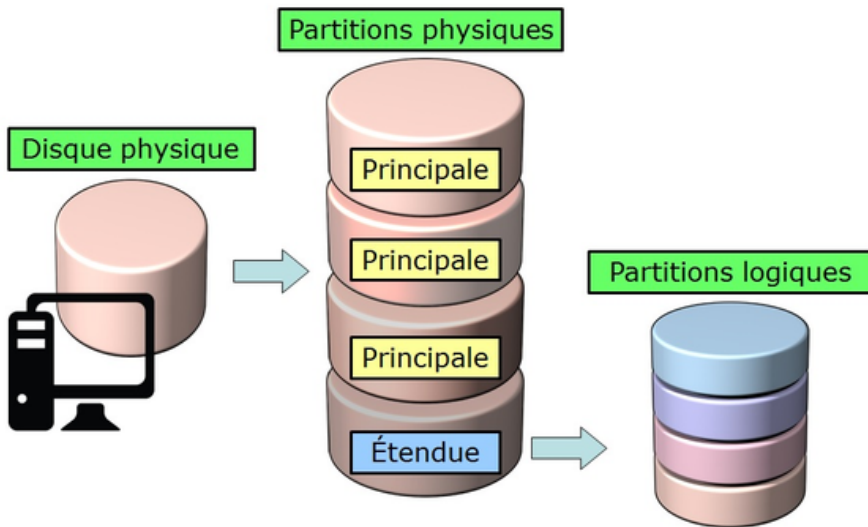 Partitions physiques
Disque physique
Principale
Principale
Principale
Étendue
Partitions logiques